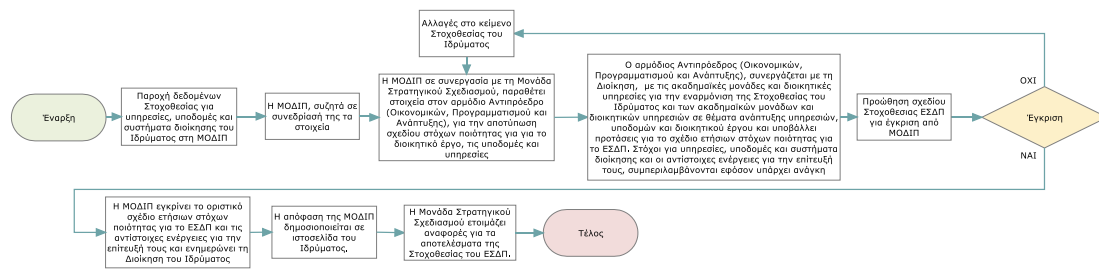 Έναρξη
Παροχή δεδομένων
Στοχοθεσίας για
υπηρεσίες, υποδομές και
συστήματα διοίκησης του
Ιδρύματος στη ΜΟΔΙΠ
Η ΜΟΔΙΠ, συζητά σε
συνεδρίασή της τα
στοιχεία
Αλλαγές στο κείμενο
Στοχοθεσίας του
Ιδρύματος
Η ΜΟΔΙΠ σε συνεργασία με τη Μονάδα
Στρατηγικού Σχεδιασμού, παραθέτει
στοιχεία στον αρμόδιο Αντιπρόεδρο
(Οικονομικών, Προγραμματισμού και
Ανάπτυξης), για την αποτύπωση
σχεδίου στόχων ποιότητας για για το
διοικητικό έργο, τις υποδομές και
υπηρεσίες
Ο αρμόδιος Αντιπρόεδρος (Οικονομικών,
Προγραμματισμού και Ανάπτυξης), συνεργάζεται με τη
Διοίκηση, με τις ακαδημαϊκές μονάδες και διοικητικές
υπηρεσίες για την εναρμόνιση της Στοχοθεσίας του
Ιδρύματος και των ακαδημαϊκών μονάδων και
διοικητικών υπηρεσιών σε θέματα ανάπτυξης υπηρεσιών,
υποδομών και διοικητικού έργου και υποβάλλει
προτάσεις για το σχέδιο ετήσιων στόχων ποιότητας για
το ΕΣΔΠ. Στόχοι για υπηρεσίες, υποδομές και συστήματα
διοίκησης και οι αντίστοιχες ενέργειες για την επίτευξή
τους, συμπεριλαμβάνονται εφόσον υπάρχει ανάγκη
Προώθηση σχεδίου
Στοχοθεσίας ΕΣΔΠ
για έγκριση από
ΜΟΔΙΠ
ΟΧΙ
Έγκριση
ΝΑΙ
Η ΜΟΔΙΠ εγκρίνει το οριστικό
σχέδιο ετήσιων στόχων
ποιότητας για το ΕΣΔΠ και τις
αντίστοιχες ενέργειες για την
επίτευξή τους και ενημερώνει τη
Διοίκηση του Ιδρύματος
Η απόφαση της ΜΟΔΙΠ
δημοσιοποιείται σε
ιστοσελίδα του
Ιδρύματος.
Η Μονάδα Στρατηγικού
Σχεδιασμού ετοιμάζει
αναφορές για τα
αποτελέσματα της
Στοχοθεσίας του ΕΣΔΠ.
Τέλος